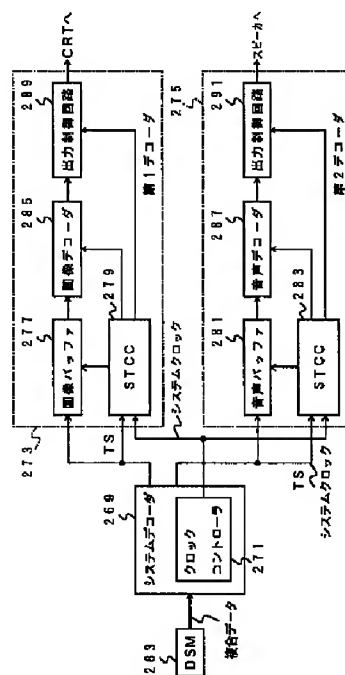 CRTへ
289
出力制御回路
第1デコーダ
285
画像デコーダ
279
277
画像バッファ
STCC
273
TS
システムクロック
スピーカへ
275
291
出力制御回路
第2デコーダ
287
音声デコーダ
283
281
音声バッファ
STCC
TS
システムクロック
269
システムデコーダ
クロック
コントローラ
271
263
DSM
複合データ